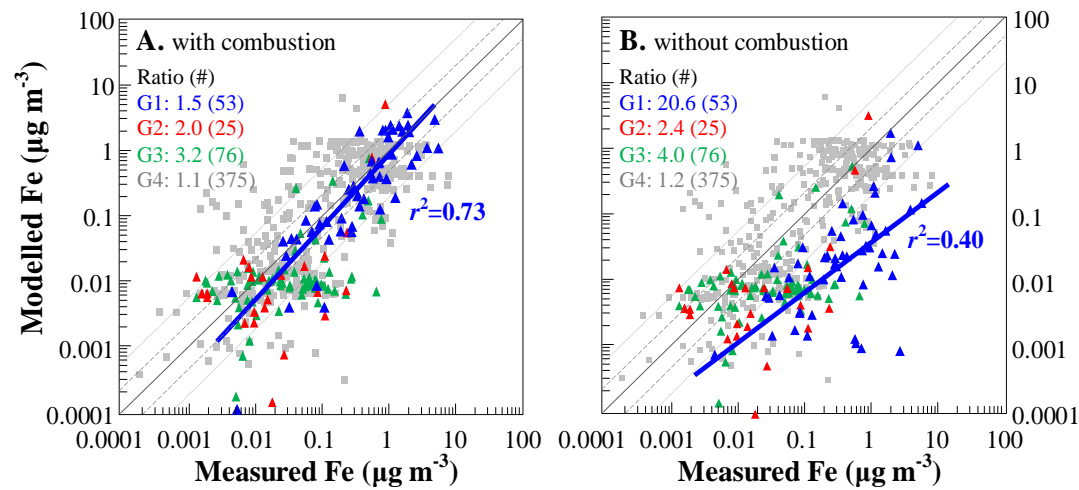 A. with combustion
Ratio (#)
G1: 1.5 (53)
G2: 2.0 (25)
G3: 3.2 (76)
G4: 1.1 (375)
r²=0.73
100
10
1
0.1
0.01
0.001
0.0001
Modelled Fe (µg m⁻³)
0.0001 0.001 0.01 0.1 1 10 100
Measured Fe (µg m⁻³)
B. without combustion
Ratio (#)
G1: 20.6 (53)
G2: 2.4 (25)
G3: 4.0 (76)
G4: 1.2 (375)
r²=0.40
100
10
1
0.1
0.01
0.001
0.0001
0.0001 0.001 0.01 0.1 1 10 100
Measured Fe (µg m⁻³)